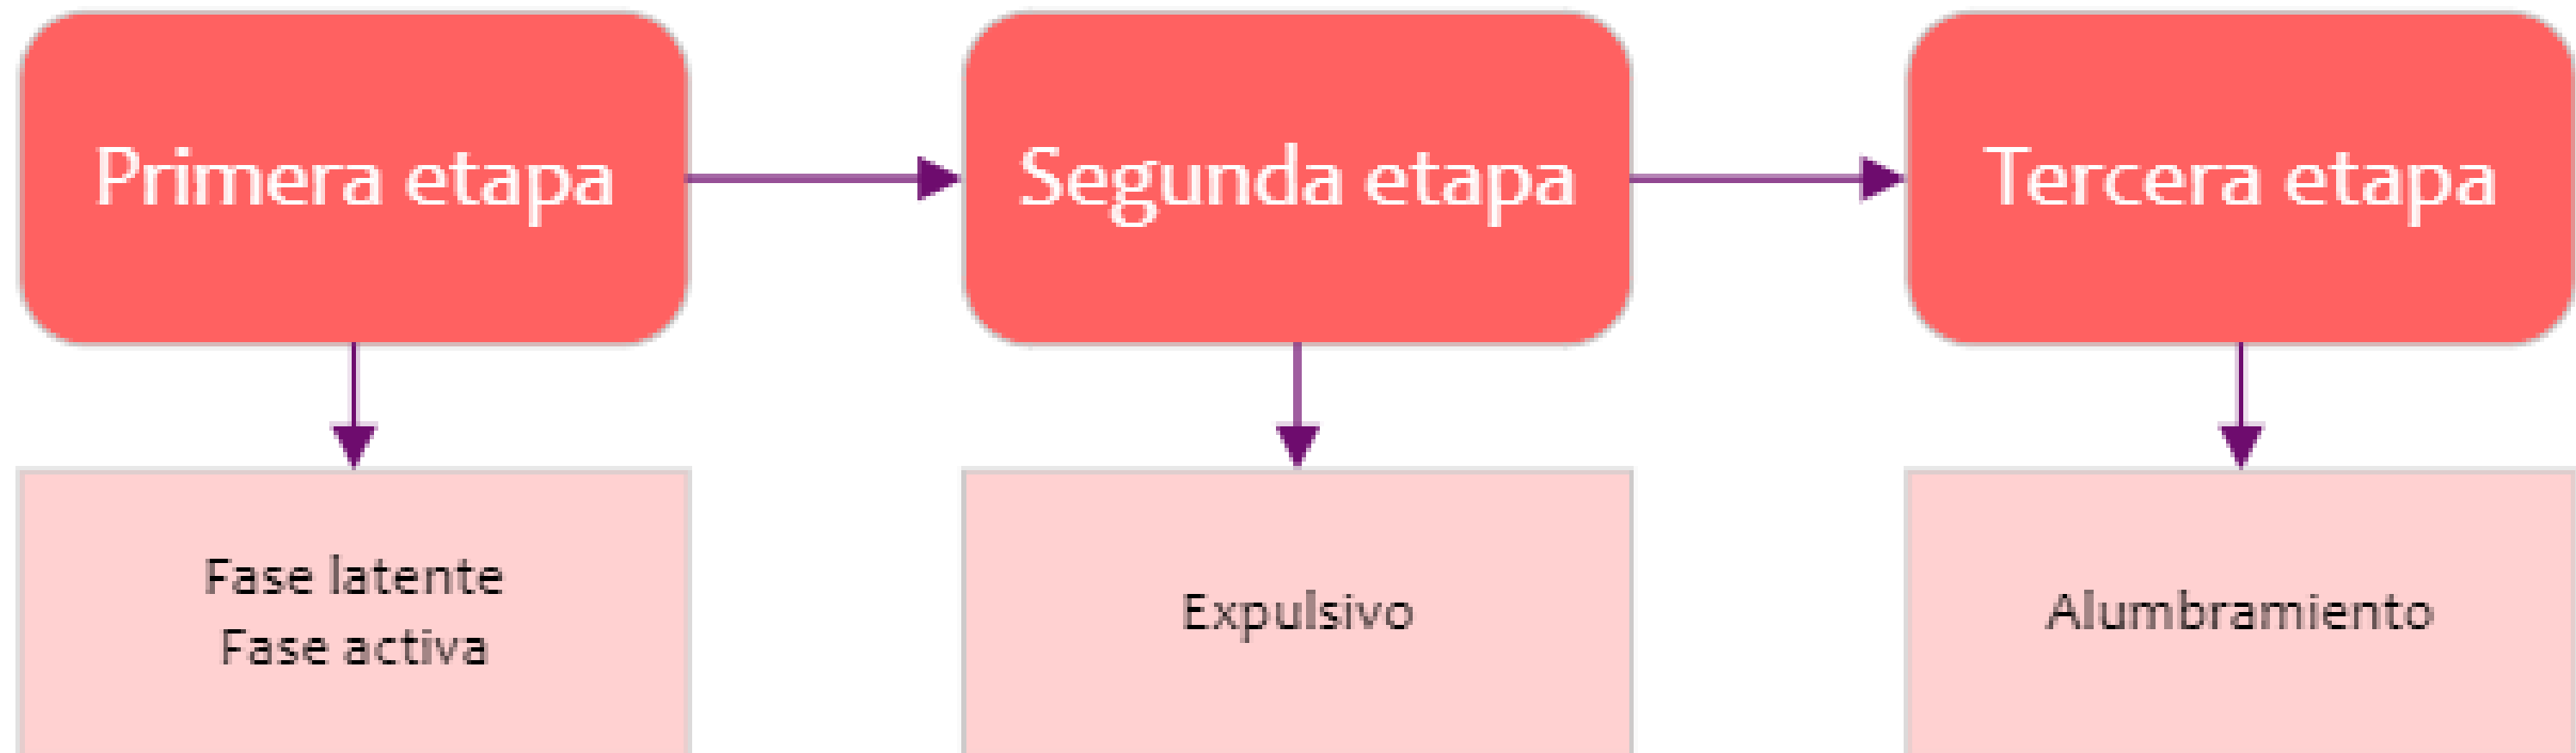 Primera etapa
Segunda etapa
Tercera etapa
Fase latente
Fase activa
Expulsivo
Alumbramiento